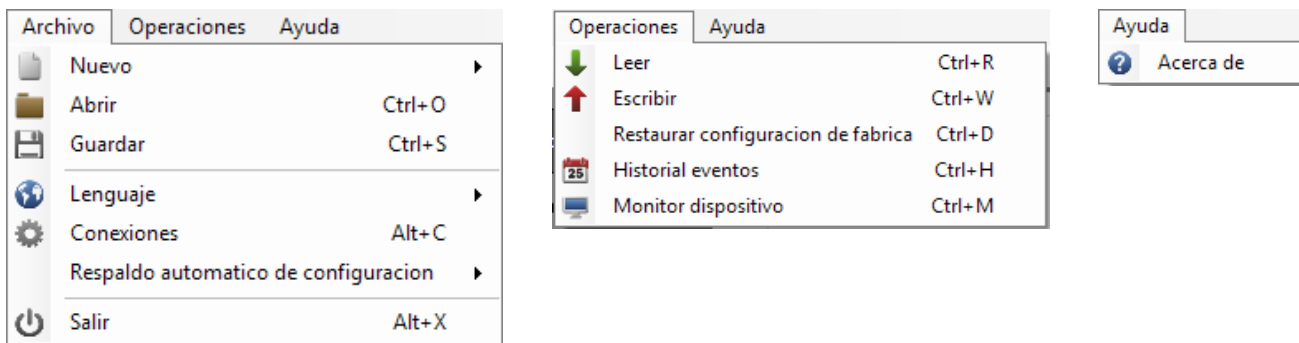 Archivo Operaciones Ayuda
Nuevo
Abrir Ctrl+O
Guardar Ctrl+S
Lenguaje
Conexiones Alt+C
Respaldo automatico de configuracion
Salir Alt+X
Operaciones Ayuda
Leer Ctrl+R
Escribir Ctrl+W
Restaurar configuracion de fabrica Ctrl+D
25
Historial eventos Ctrl+H
Monitor dispositivo Ctrl+M
Ayuda
? Acerca de